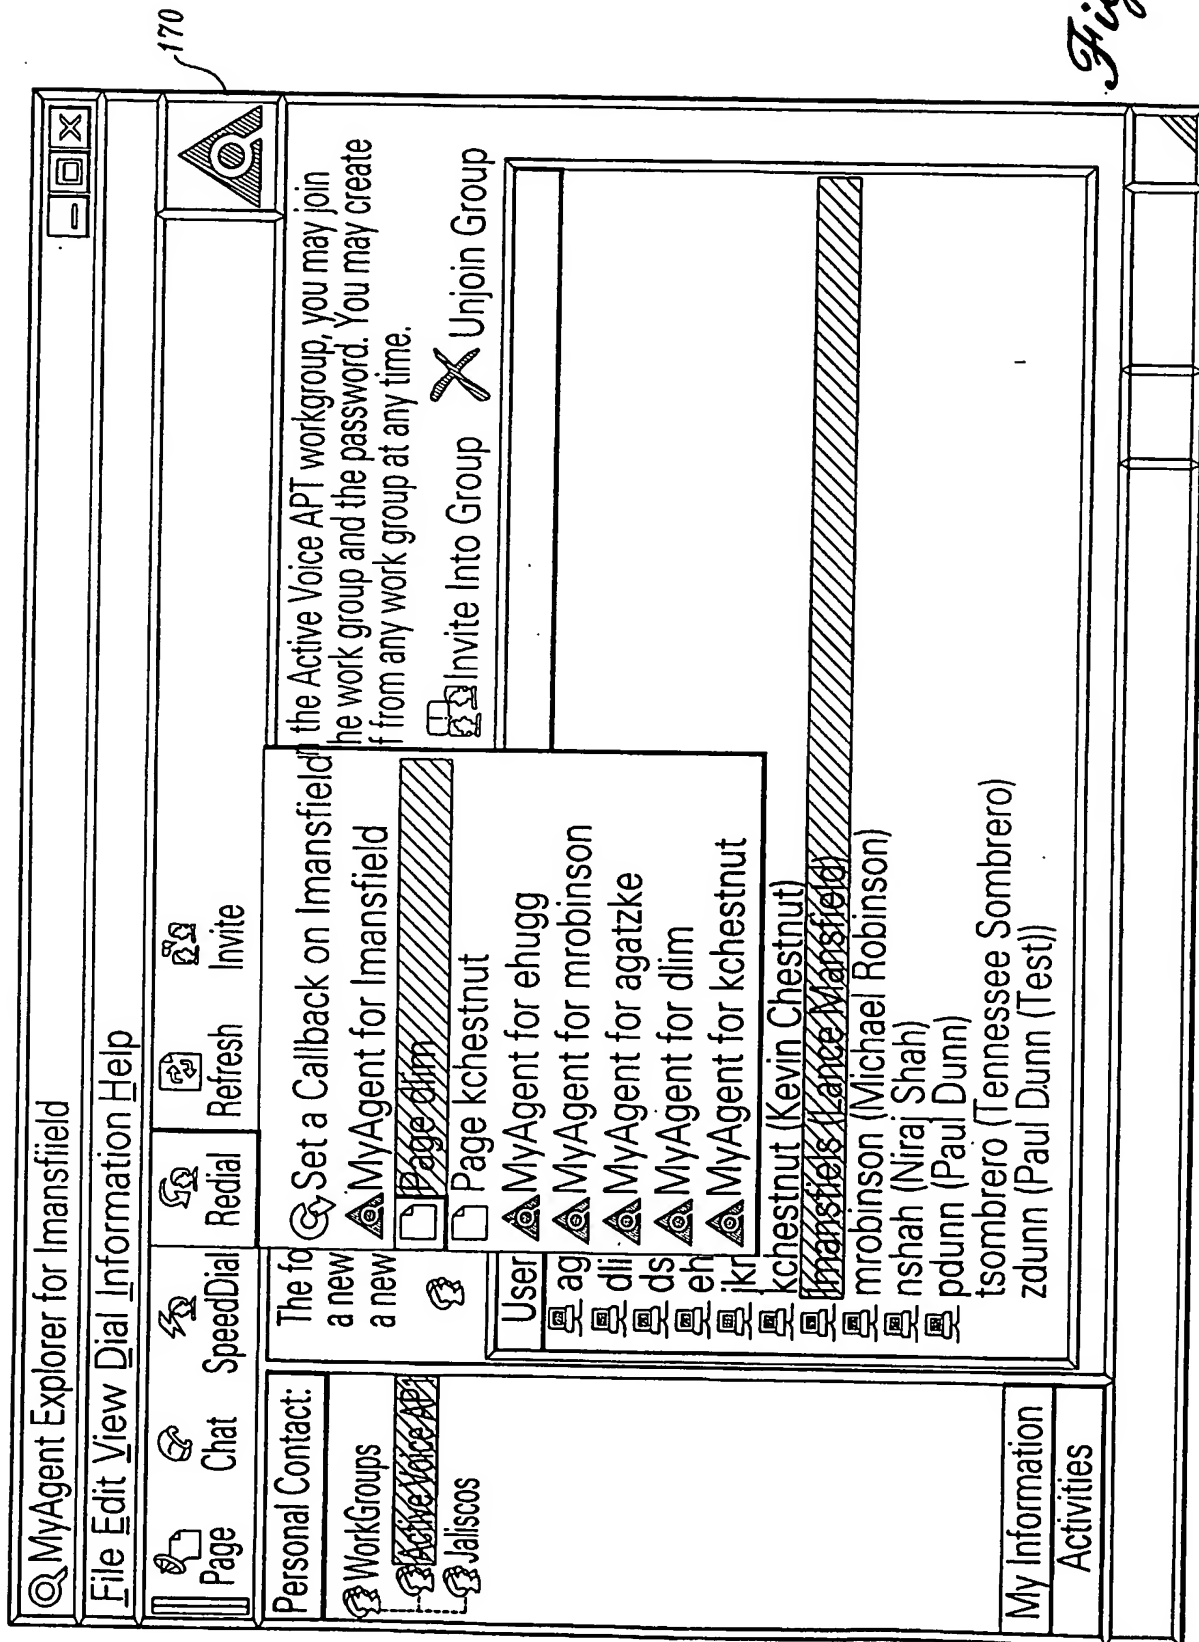 170
MyAgent Explorer for lmansfield
File Edit View Dial Information Help
Page Chat SpeedDial Redial Refresh Invite
Personal Contact:
WorkGroups
Active Voice AP1
Jaliscos
My Information
Activities
The fo
a new
a new
the Active Voice APT workgroup, you may join
he work group and the password. You may create
f from any work group at any time.
Invite Into Group Unjoin Group
Set a Callback on lmansfield
MyAgent for lmansfield
Page dlim
Page kchestnut
MyAgent for ehugg
MyAgent for mrobinson
MyAgent for agatzke
MyAgent for dlim
MyAgent for kchestnut
User
ag
dli
ds
eh
jkr
kchestnut (Kevin Chestnut)
lmansfiels (Lance Mansfield)
mrobinson (Michael Robinson)
nshah (Niraj Shah)
pdunn (Paul Dunn)
tsombrero (Tennessee Sombrero)
zdunn (Paul Dunn (Test))